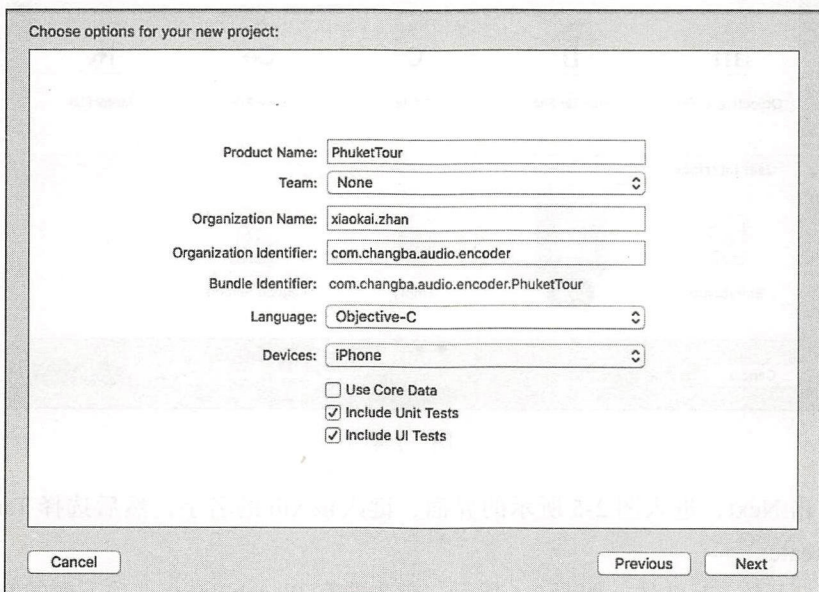 Choose options for your new project:
Product Name: PhuketTour
Team: None
Organization Name: xiaokai.zhan
Organization Identifier: com.changba.audio.encoder
Bundle Identifier: com.changba.audio.encoder.PhuketTour
Language: Objective-C
Devices: iPhone
Use Core Data
Include Unit Tests
Include UI Tests
Cancel
Previous
Next